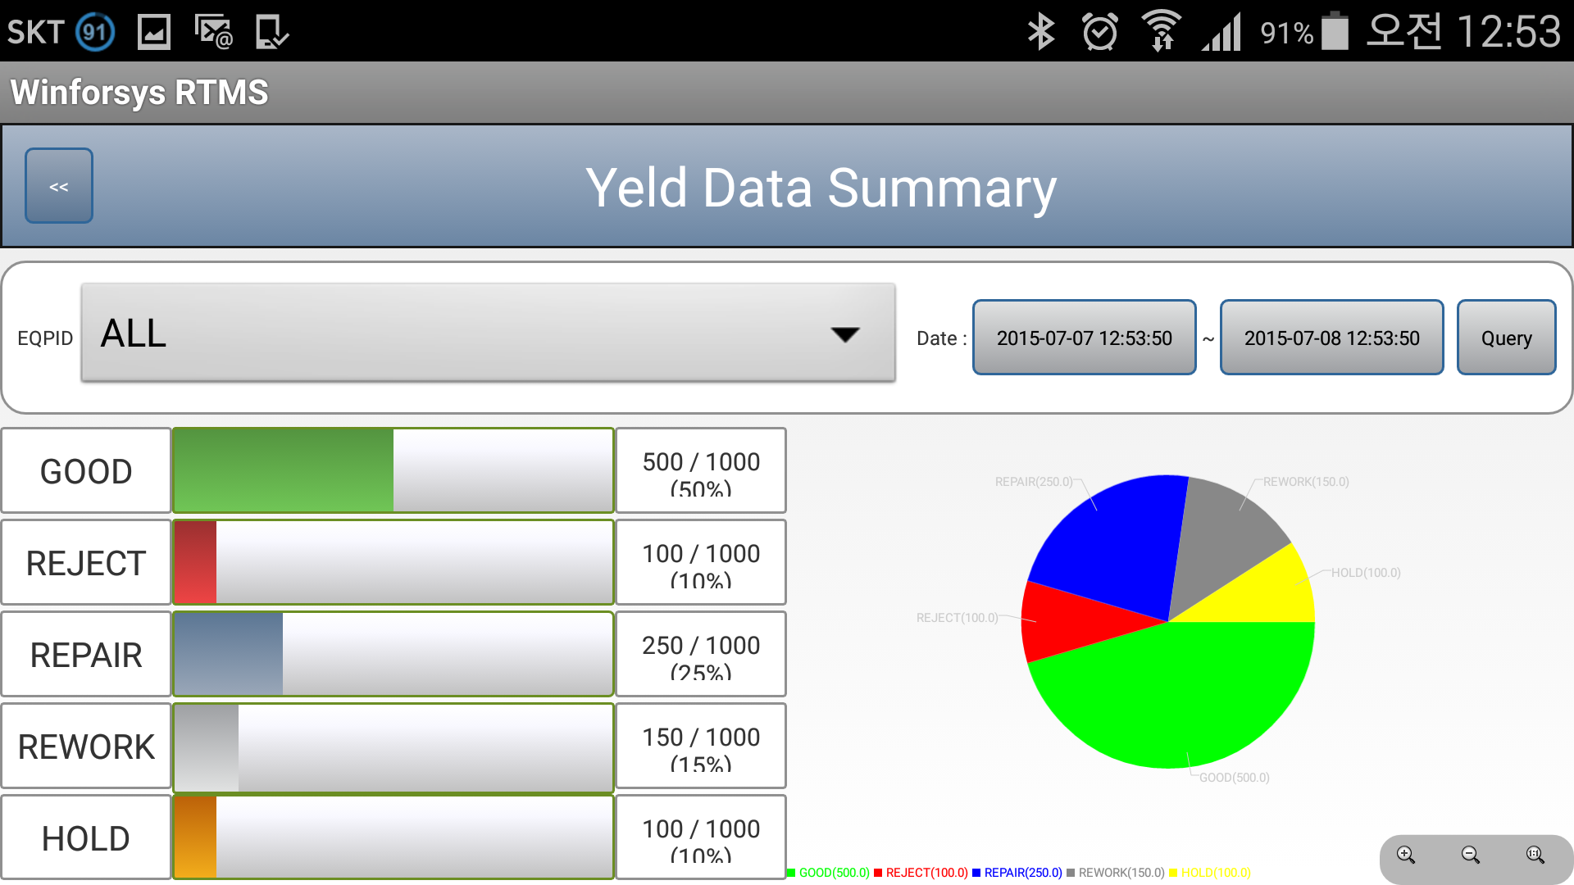 SKT 91 @ 91% 오전 12:53
Winforsys RTMS
<< Yeld Data Summary
EQPID ALL Date : 2015-07-07 12:53:50 ~ 2015-07-08 12:53:50 Query
GOOD 500 / 1000
(50%)
REJECT 100 / 1000
(10%)
REPAIR 250 / 1000
(25%)
REWORK 150 / 1000
(15%)
HOLD 100 / 1000
(10%)
REPAIR(250.0) REWORK(150.0)
HOLD(100.0)
REJECT(100.0)
GOOD(500.0)
GOOD(500.0) REJECT(100.0) REPAIR(250.0) REWORK(150.0) HOLD(100.0)